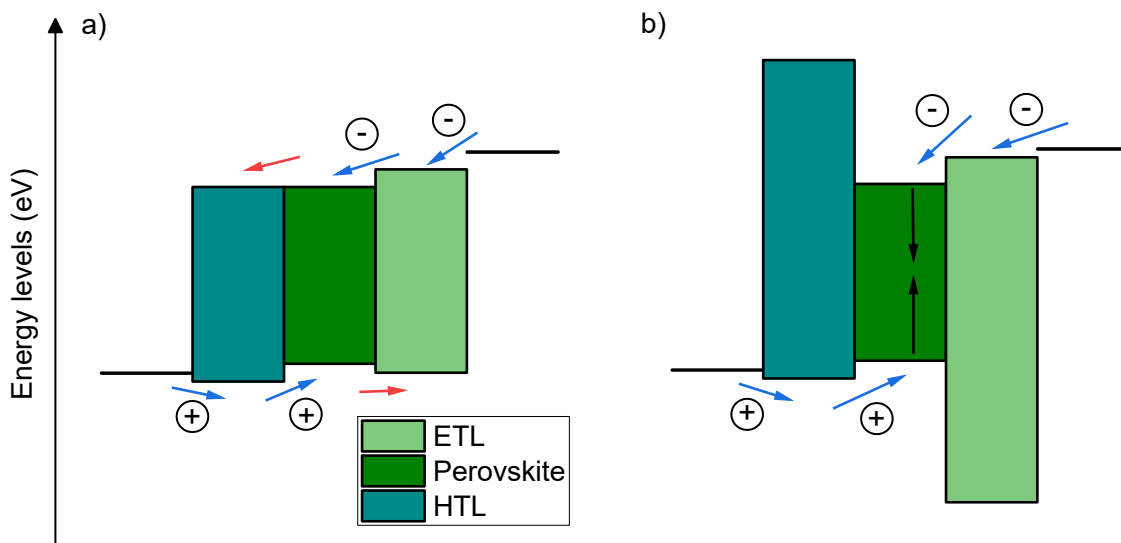 a)
b)
Energy levels (eV)
-
-
-
-
+
+
+
+
ETL
Perovskite
HTL